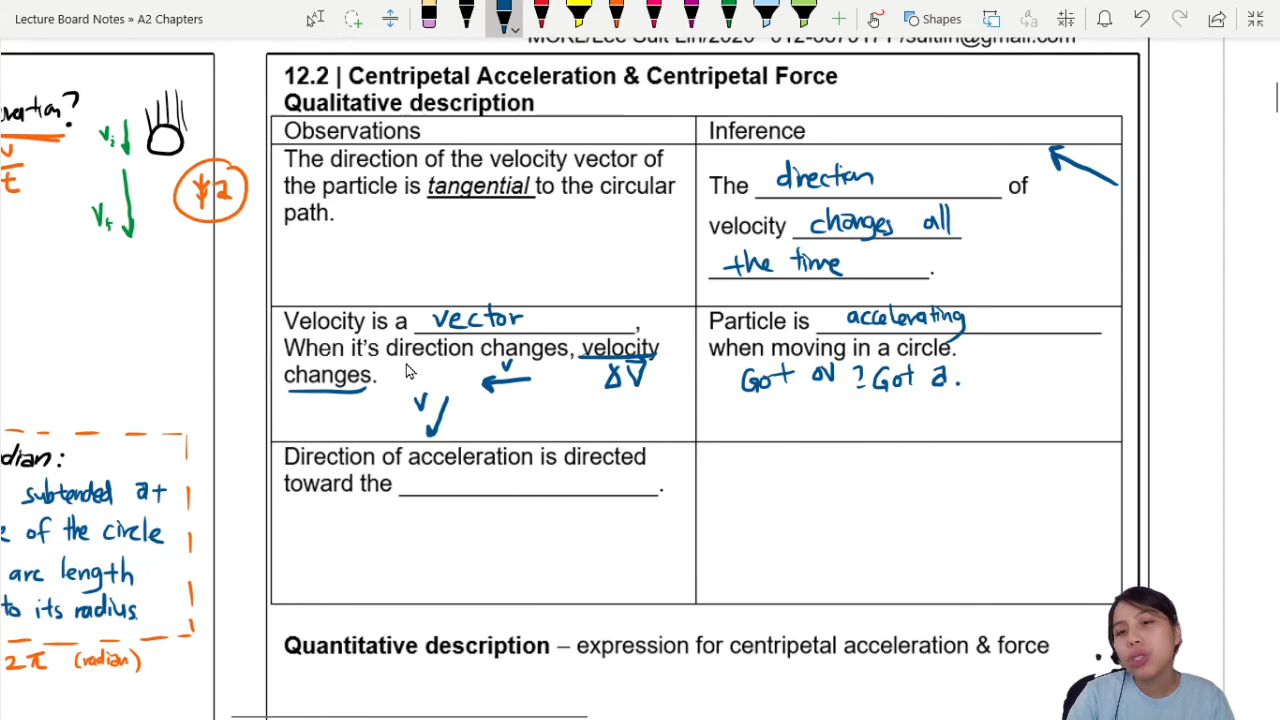 Lecture Board Notes » A2 Chapters
Shapes
12.2 | Centripetal Acceleration & Centripetal Force
Qualitative description
Observations
Inference
The direction of the velocity vector of
the particle is tangential to the circular
path.
The direction of
velocity changes all
the time.
Velocity is a vector,
When it's direction changes, velocity
changes.
v
Δv
v
Particle is accelerating
when moving in a circle.
Got Δv ? Got a.
Direction of acceleration is directed
toward the ____________________.
Quantitative description – expression for centripetal acceleration & force
?
v
t
vi
vf
2
dian:
subtended at
of the circle
arc length
to its radius
2π (radian)